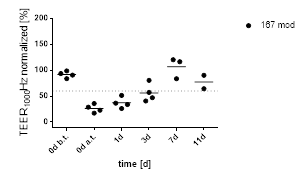 TEER1000Hz normalized [%]
200
150
100
50
0
0d b.t.
0d a.t.
1d
3d
7d
11d
time [d]
167 mod